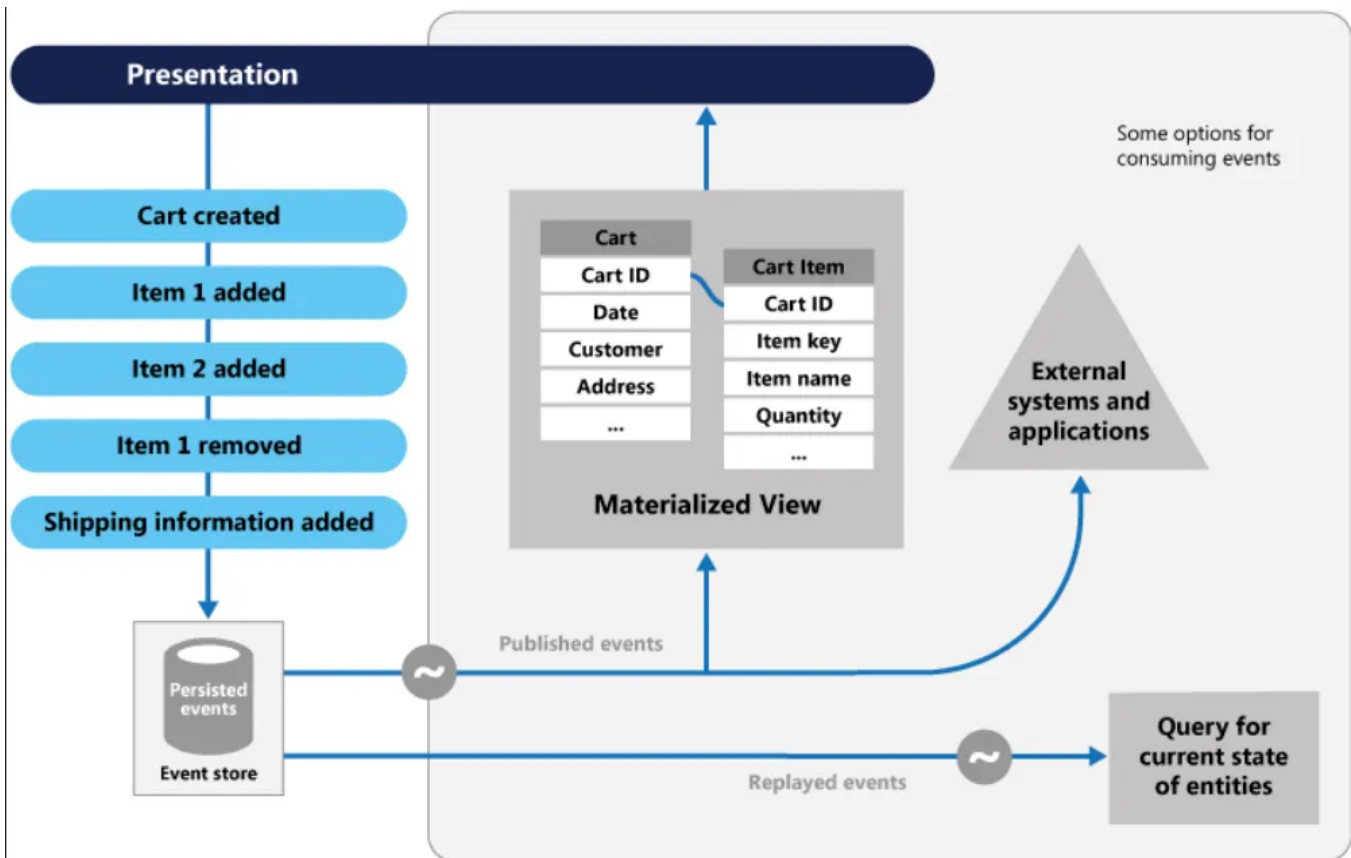 Presentation
Some options for
consuming events
Cart created
Item 1 added
Item 2 added
Item 1 removed
Shipping information added
Cart
Cart ID
Date
Customer
Address
...
Cart Item
Cart ID
Item key
Item name
Quantity
...
Materialized View
External
systems and
applications
Persisted
events
Event store
~
Published events
~
Replayed events
Query for
current state
of entities